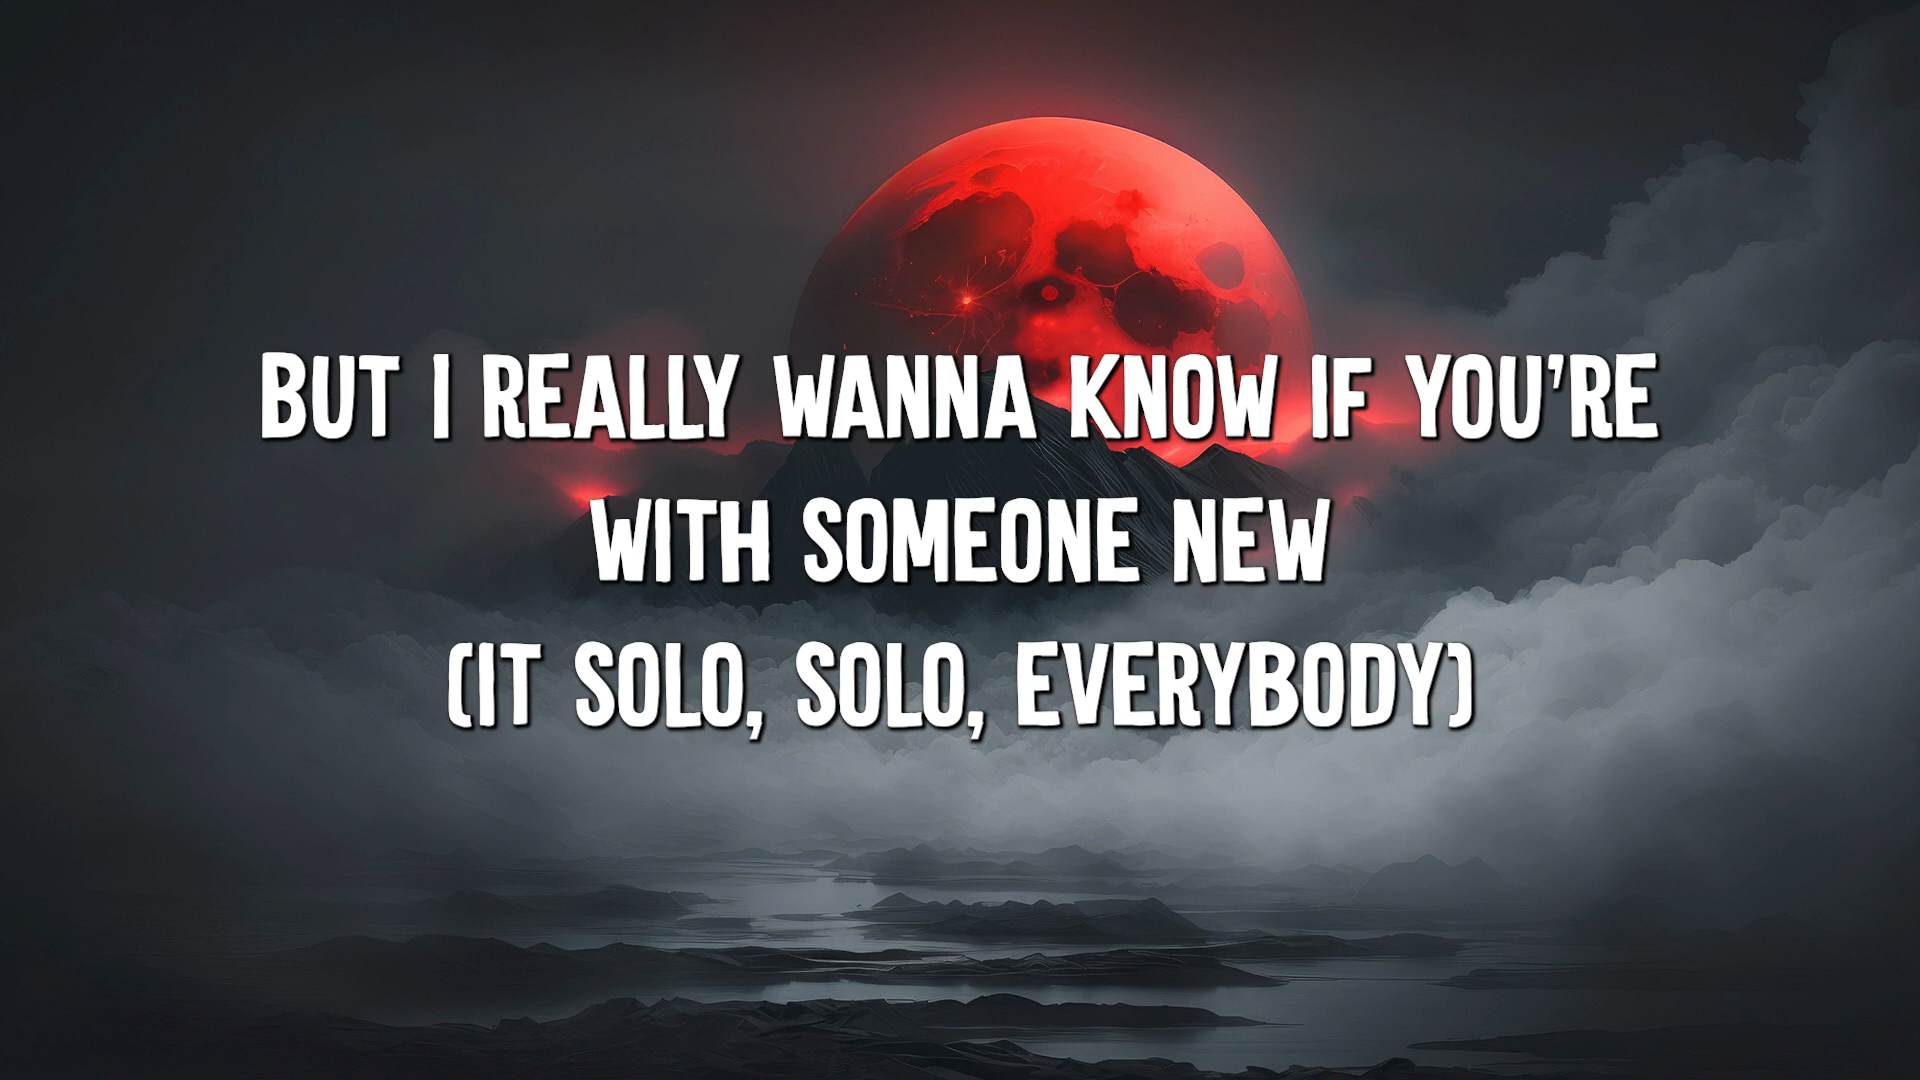 BUT I REALLY WANNA KNOW IF YOU'RE
WITH SOMEONE NEW
(IT SOLO, SOLO, EVERYBODY)